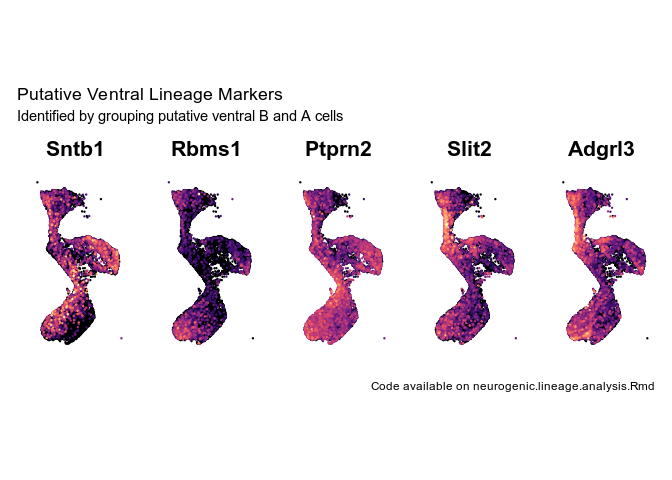 Putative Ventral Lineage Markers
Identified by grouping putative ventral B and A cells
Sntb1 Rbms1 Ptprn2 Slit2 Adgrl3
Code available on neurogenic.lineage.analysis.Rmd